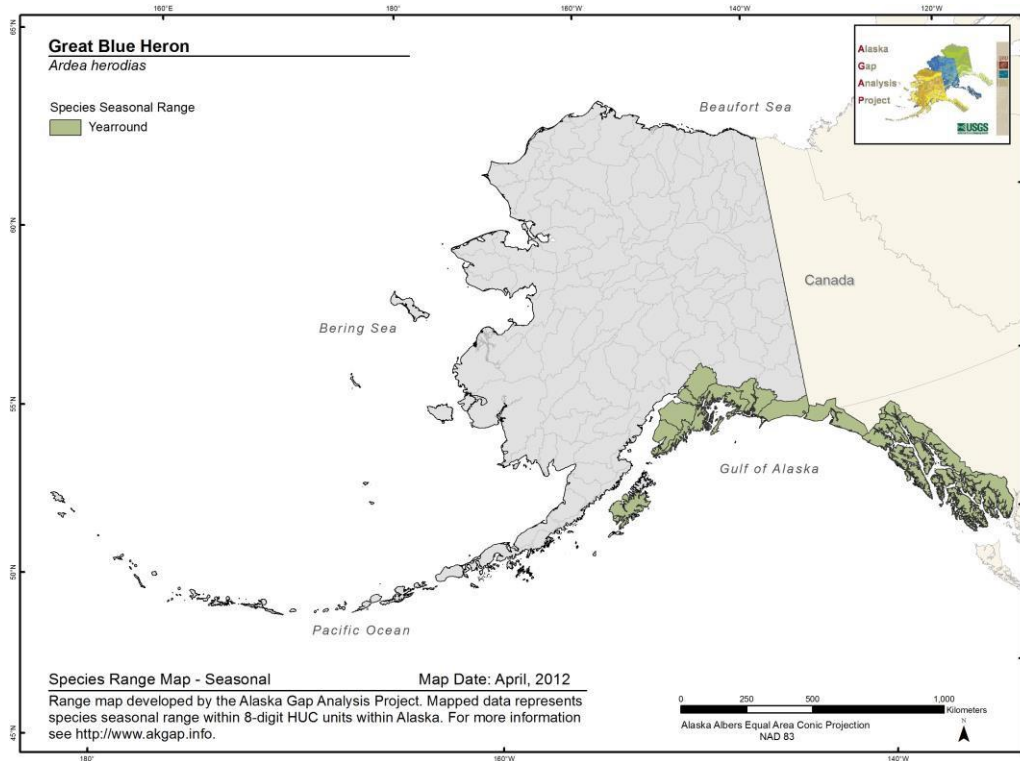 160°E 180° 160°W 140°W 120°W
65°N
Great Blue Heron
Ardea herodias
Species Seasonal Range
Yearround
Alaska
Gap
Analysis
Project
USGS
Beaufort Sea
60°N
Canada
Bering Sea
55°N
Gulf of Alaska
50°N
Pacific Ocean
Species Range Map - Seasonal Map Date: April, 2012
Range map developed by the Alaska Gap Analysis Project. Mapped data represents
species seasonal range within 8-digit HUC units within Alaska. For more information
see http://www.akgap.info.
0 250 500 1,000
Kilometers
Alaska Albers Equal Area Conic Projection
NAD 83
N
45°N
180° 160°W 140°W